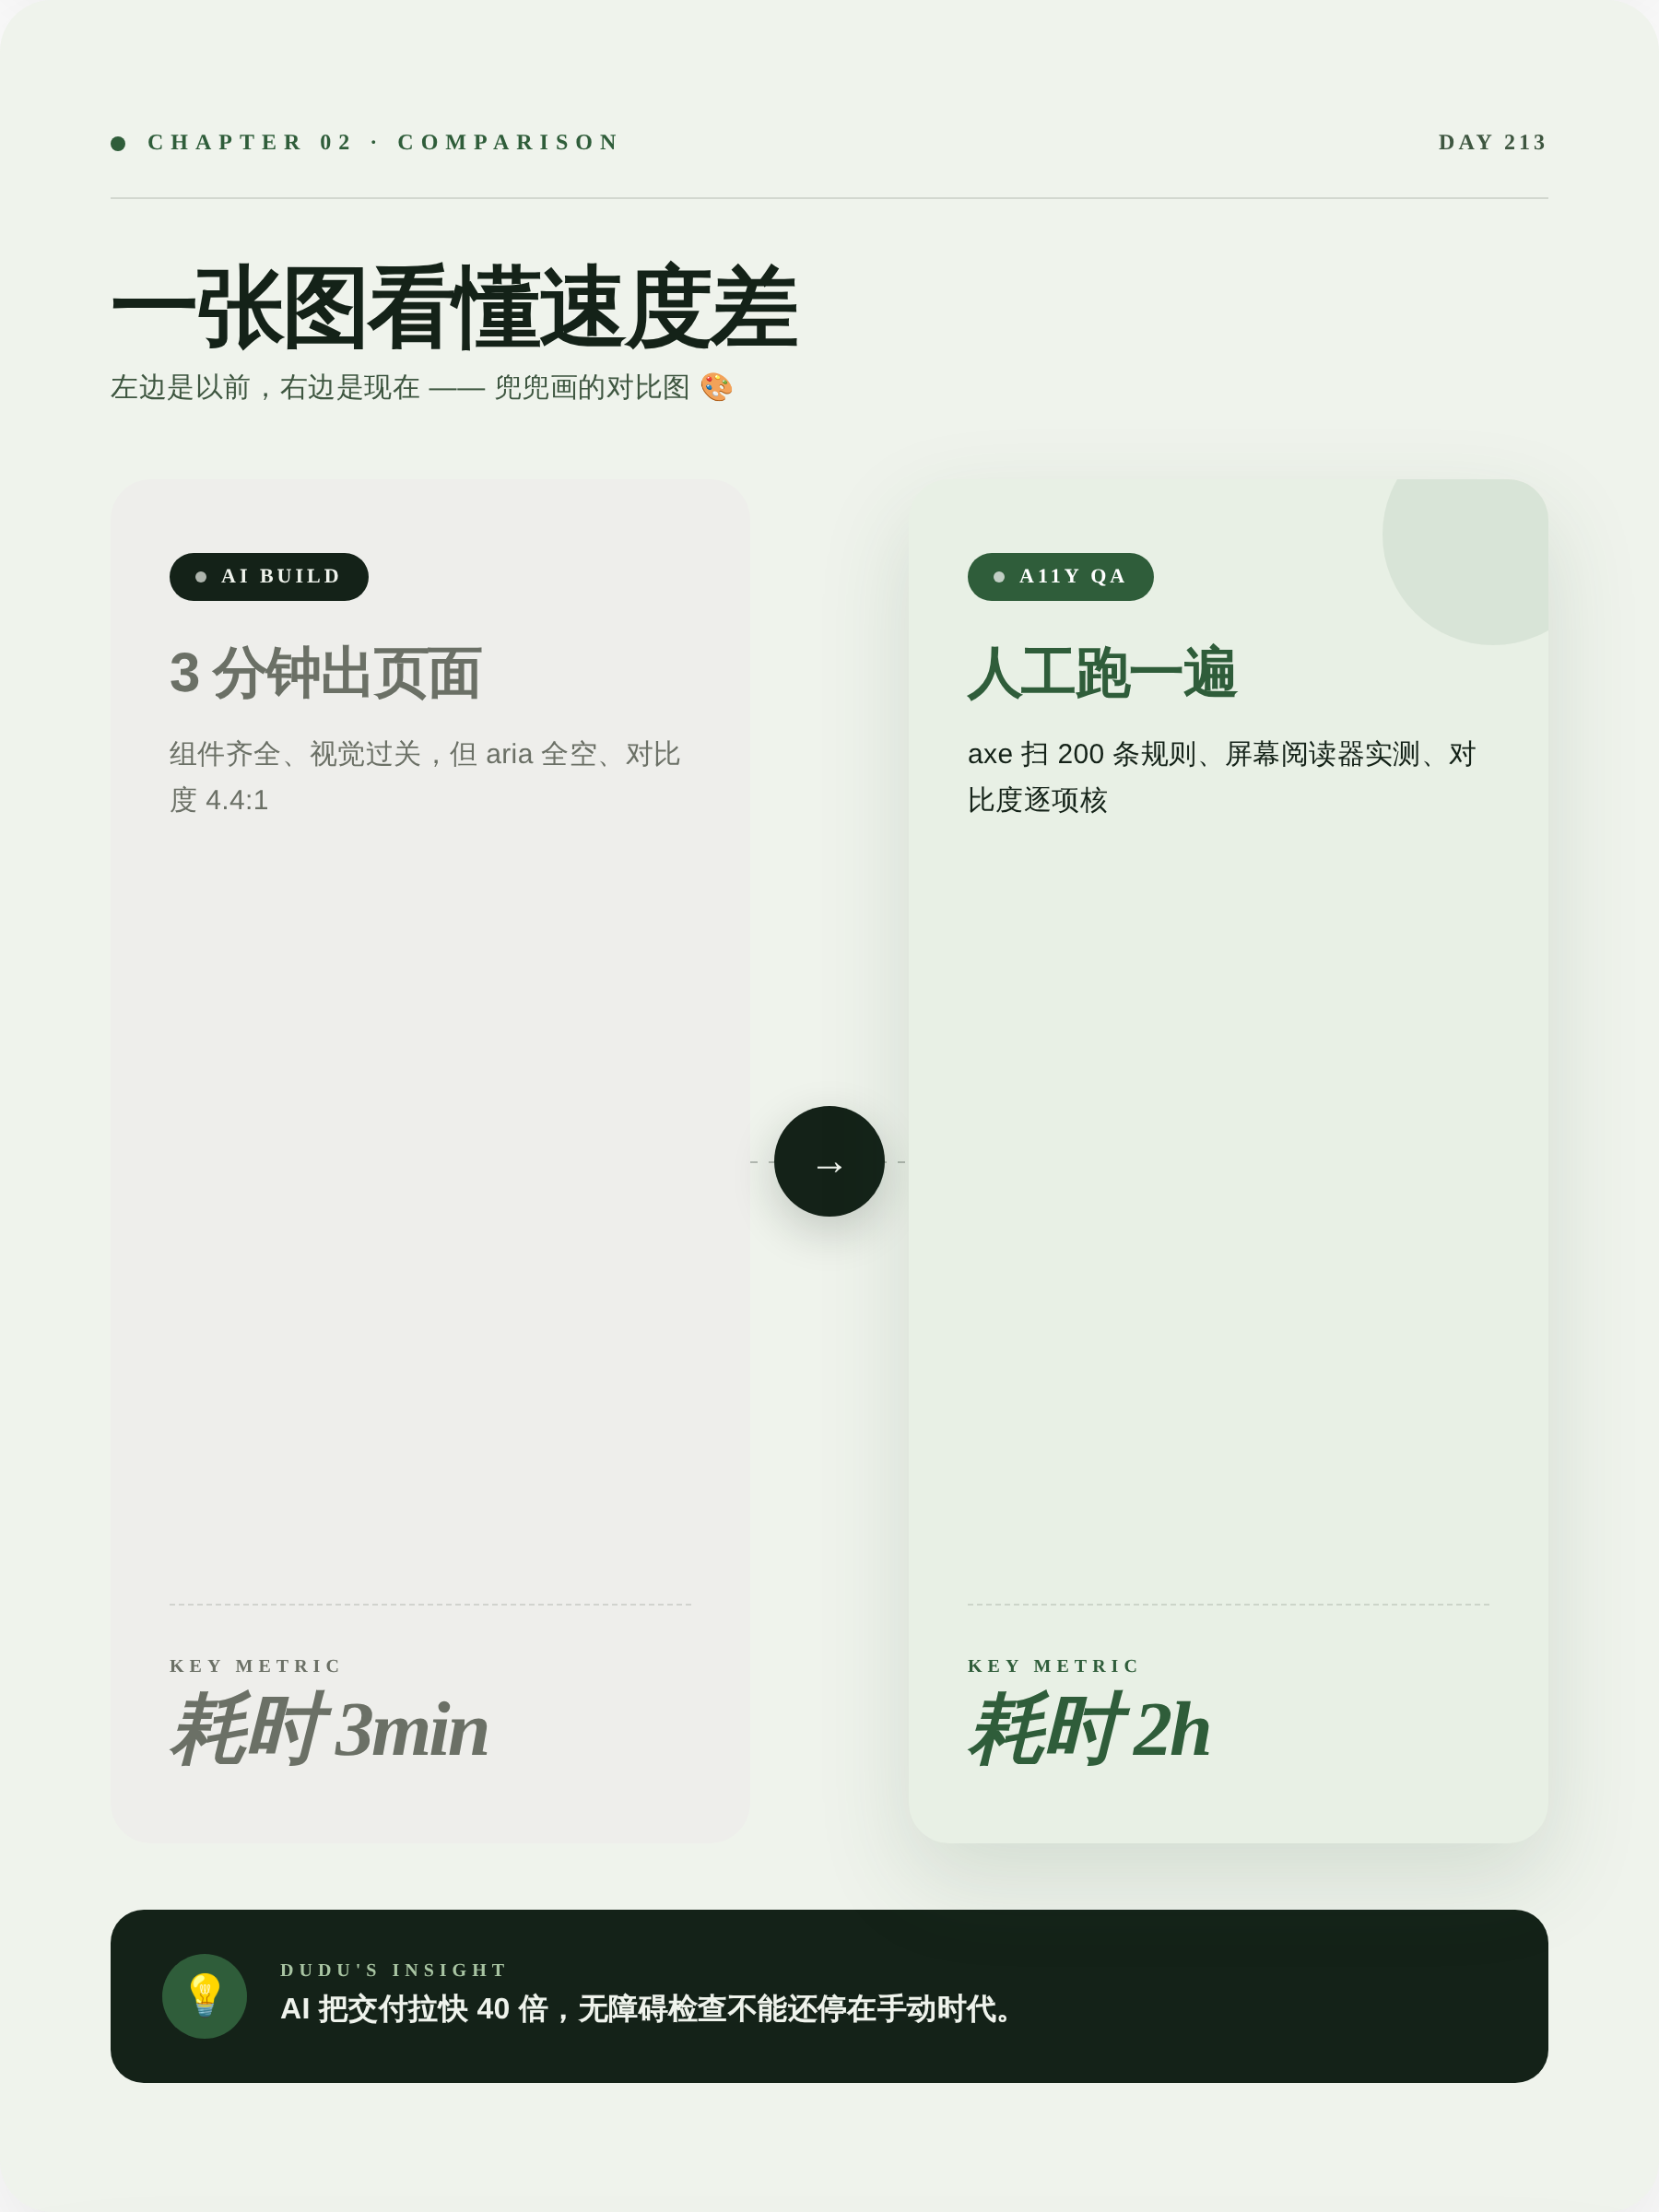 CHAPTER 02 · COMPARISON
DAY 213
一张图看懂速度差
左边是以前，右边是现在 —— 兜兜画的对比图 🎨
AI BUILD
3 分钟出页面
组件齐全、视觉过关，但 aria 全空、对比
度 4.4:1
KEY METRIC
耗时 3min
→
A11Y QA
人工跑一遍
axe 扫 200 条规则、屏幕阅读器实测、对
比度逐项核
KEY METRIC
耗时 2h
💡
DUDU'S INSIGHT
AI 把交付拉快 40 倍，无障碍检查不能还停在手动时代。